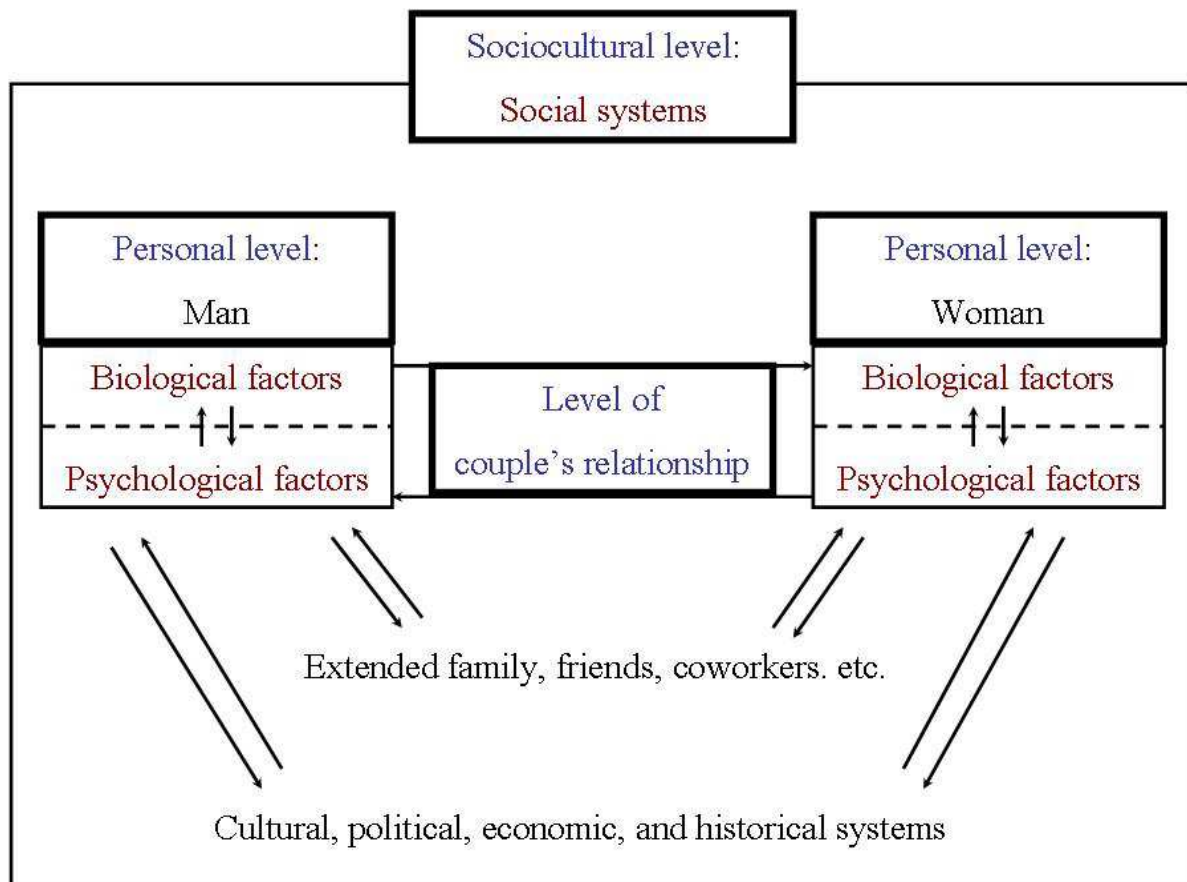 Sociocultural level:
Social systems
Personal level:
Man
Biological factors
Psychological factors
Level of
couple's relationship
Personal level:
Woman
Biological factors
Psychological factors
Extended family, friends, coworkers. etc.
Cultural, political, economic, and historical systems